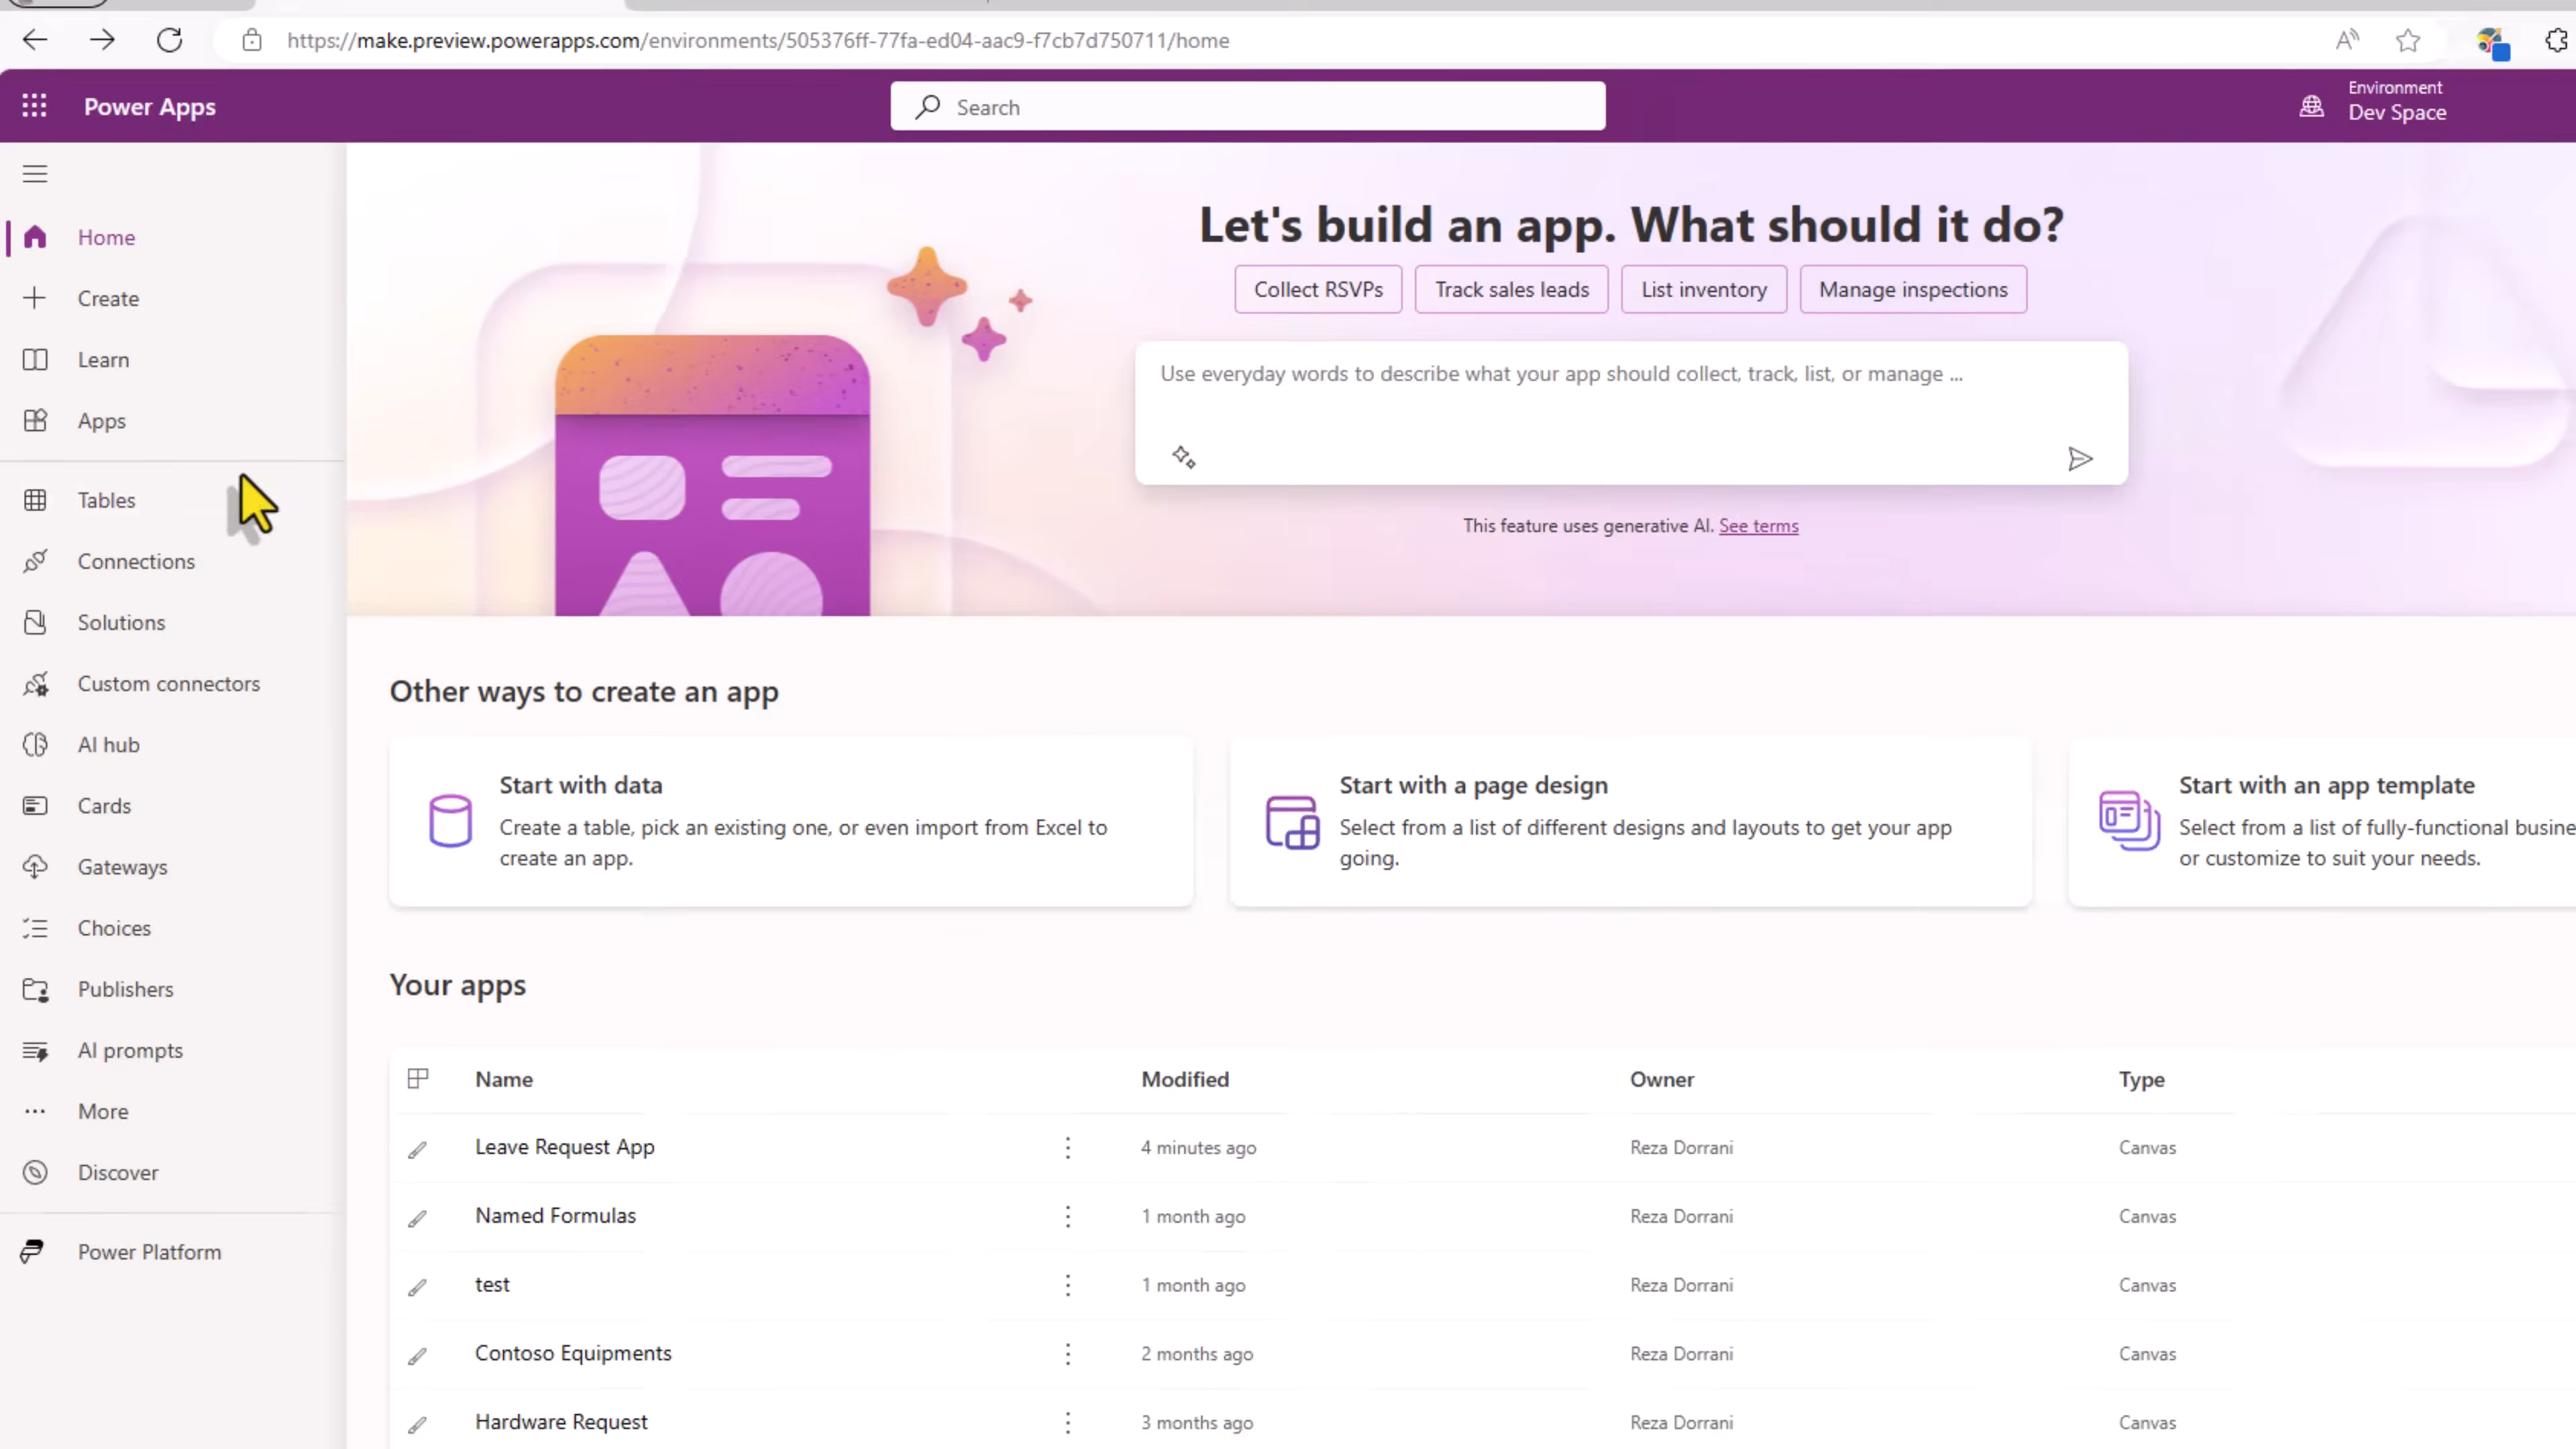 https://make.preview.powerapps.com/environments/505376ff-77fa-ed04-aac9-f7cb7d750711/home
Power Apps
Search
Environment
Dev Space
Home
Create
Learn
Apps
Tables
Connections
Solutions
Custom connectors
AI hub
Cards
Gateways
Choices
Publishers
AI prompts
More
Discover
Power Platform
Let's build an app. What should it do?
Collect RSVPs Track sales leads List inventory Manage inspections
Use everyday words to describe what your app should collect, track, list, or manage ...
This feature uses generative AI. See terms
Other ways to create an app
Start with data
Create a table, pick an existing one, or even import from Excel to
create an app.
Start with a page design
Select from a list of different designs and layouts to get your app
going.
Start with an app template
Select from a list of fully-functional busine
or customize to suit your needs.
Your apps
Name Modified Owner Type
Leave Request App 4 minutes ago Reza Dorrani Canvas
Named Formulas 1 month ago Reza Dorrani Canvas
test 1 month ago Reza Dorrani Canvas
Contoso Equipments 2 months ago Reza Dorrani Canvas
Hardware Request 3 months ago Reza Dorrani Canvas